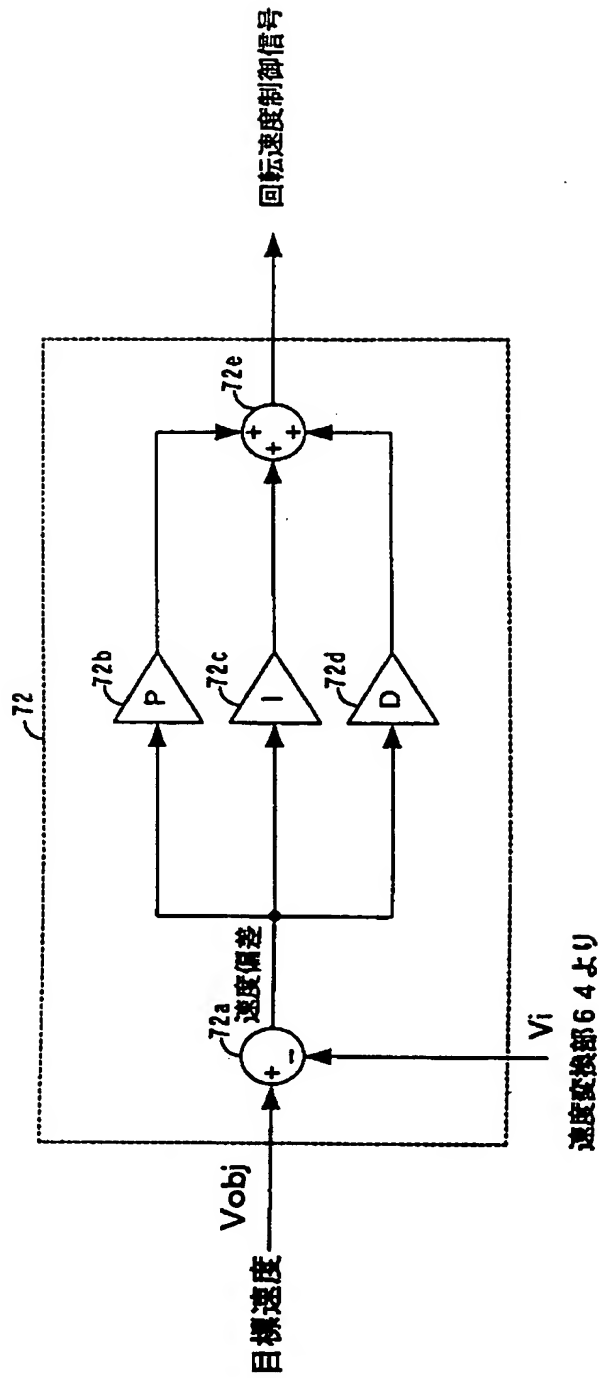 72
目標速度
Vobj
+
−
72a
速度偏差
Vi
速度変換部64より
72b
P
72c
I
72d
D
72e
+
+
+
回転速度制御信号